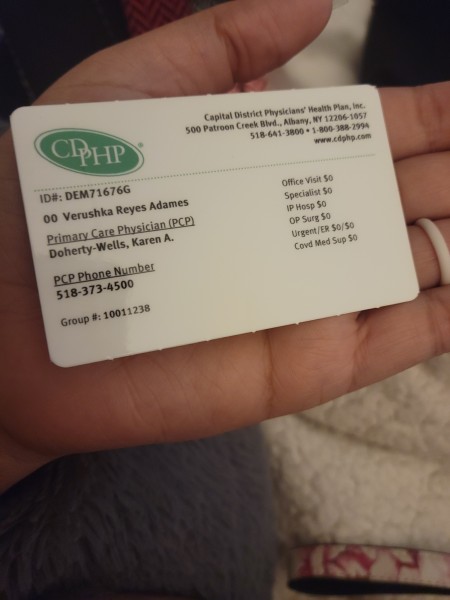 CDPHP®
Capital District Physicians' Health Plan, Inc.
500 Patroon Creek Blvd., Albany, NY 12206-1057
518-641-3800 • 1-800-388-2994
www.cdphp.com
ID#: DEM71676G
00 Verushka Reyes Adames
Primary Care Physician (PCP)
Doherty-Wells, Karen A.
PCP Phone Number
518-373-4500
Group #: 10011238
Office Visit $0
Specialist $0
IP Hosp $0
OP Surg $0
Urgent/ER $0/$0
Covd Med Sup $0